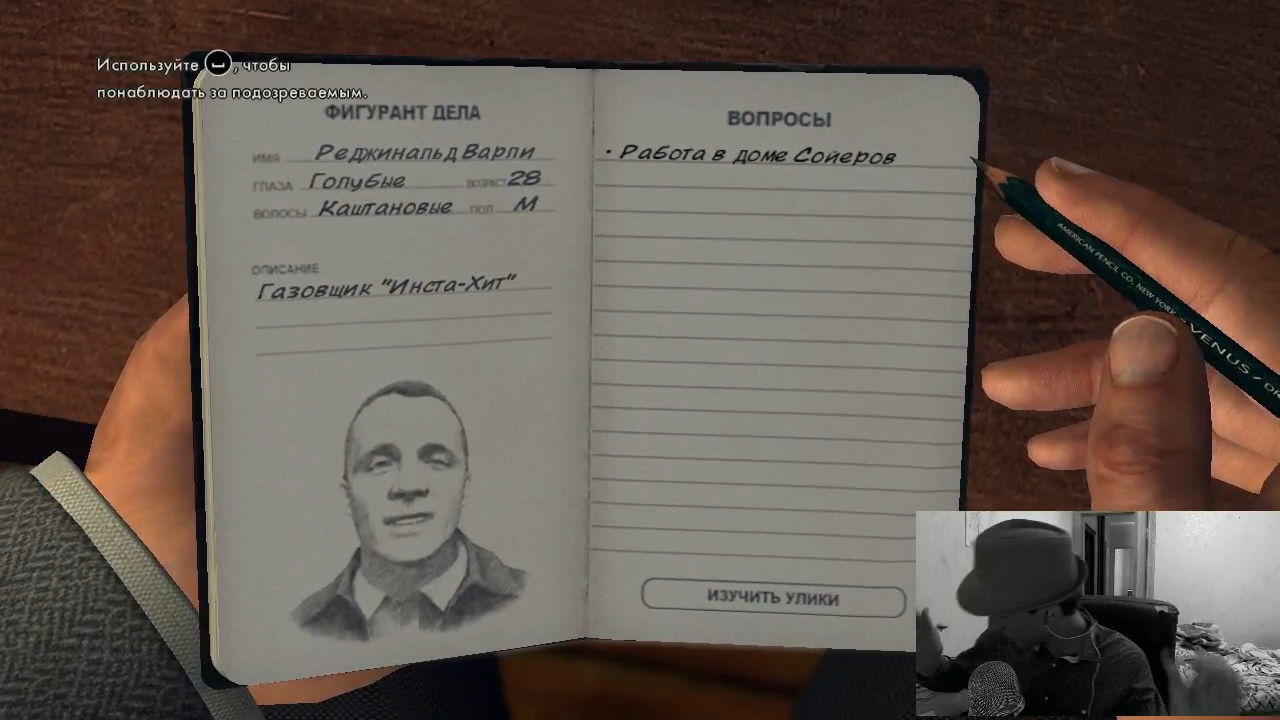 Используйте , чтобы
понаблюдать за подозреваемым.
ФИГУРАНТ ДЕЛА
ИМЯ Реджинальд Варли
ГЛАЗА Голубые ВОЗРАСТ 28
ВОЛОСЫ Каштановые ПОЛ М
ОПИСАНИЕ
Газовщик "Инста-Хит"
ВОПРОСЫ
• Работа в доме Сойеров
ИЗУЧИТЬ УЛИКИ
AMERICAN PENCIL CO. NEW YORK
VENUS